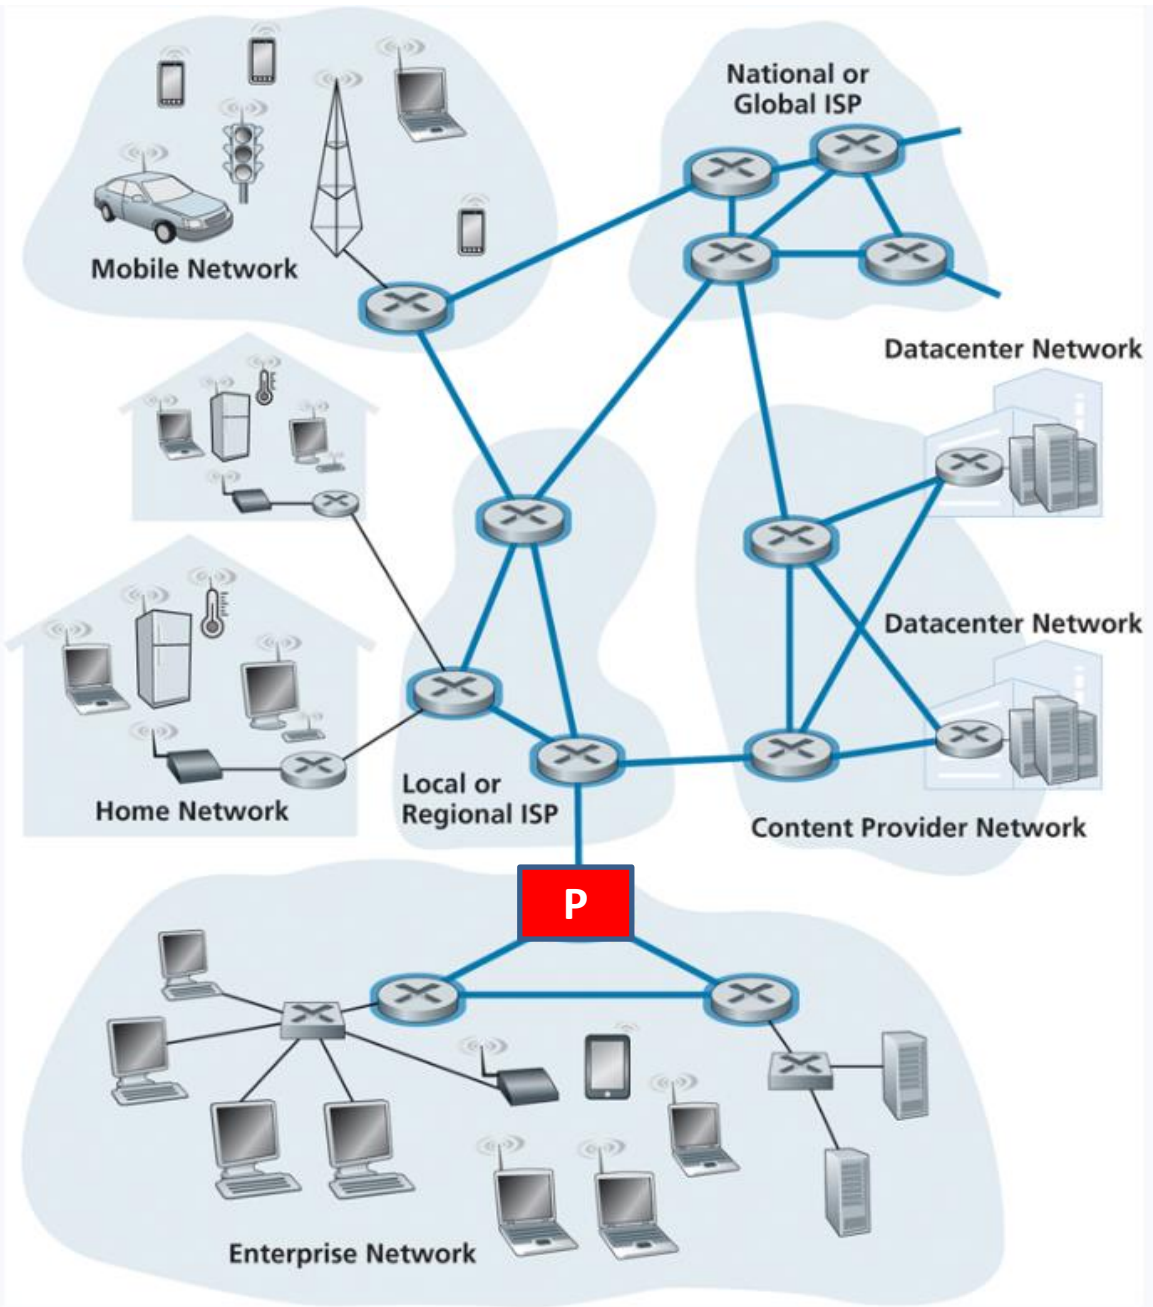 National or
Global ISP
Mobile Network
Datacenter Network
Datacenter Network
Home Network
Local or
Regional ISP
Content Provider Network
P
Enterprise Network